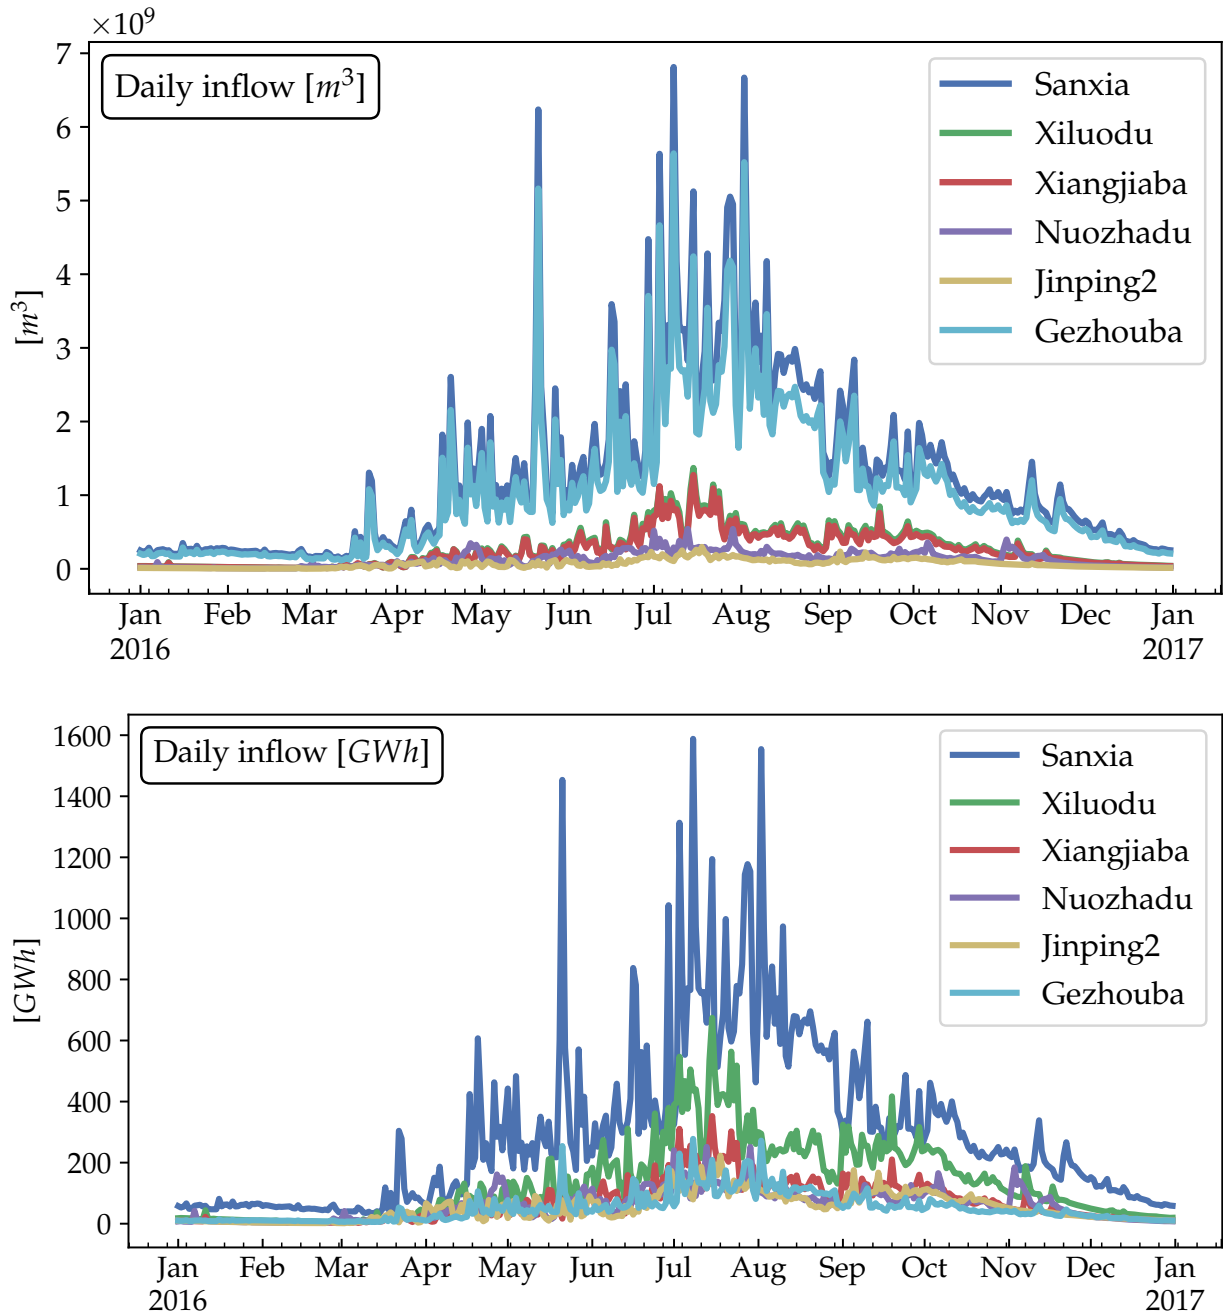 ×10⁹
Daily inflow [m³]
Sanxia
Xiluodu
Xiangjiaba
Nuozhadu
Jinping2
Gezhouba
[m³]
7
6
5
4
3
2
1
0
Jan Feb Mar Apr May Jun Jul Aug Sep Oct Nov Dec Jan
2016 2017
Daily inflow [GWh]
Sanxia
Xiluodu
Xiangjiaba
Nuozhadu
Jinping2
Gezhouba
[GWh]
1600
1400
1200
1000
800
600
400
200
0
Jan Feb Mar Apr May Jun Jul Aug Sep Oct Nov Dec Jan
2016 2017